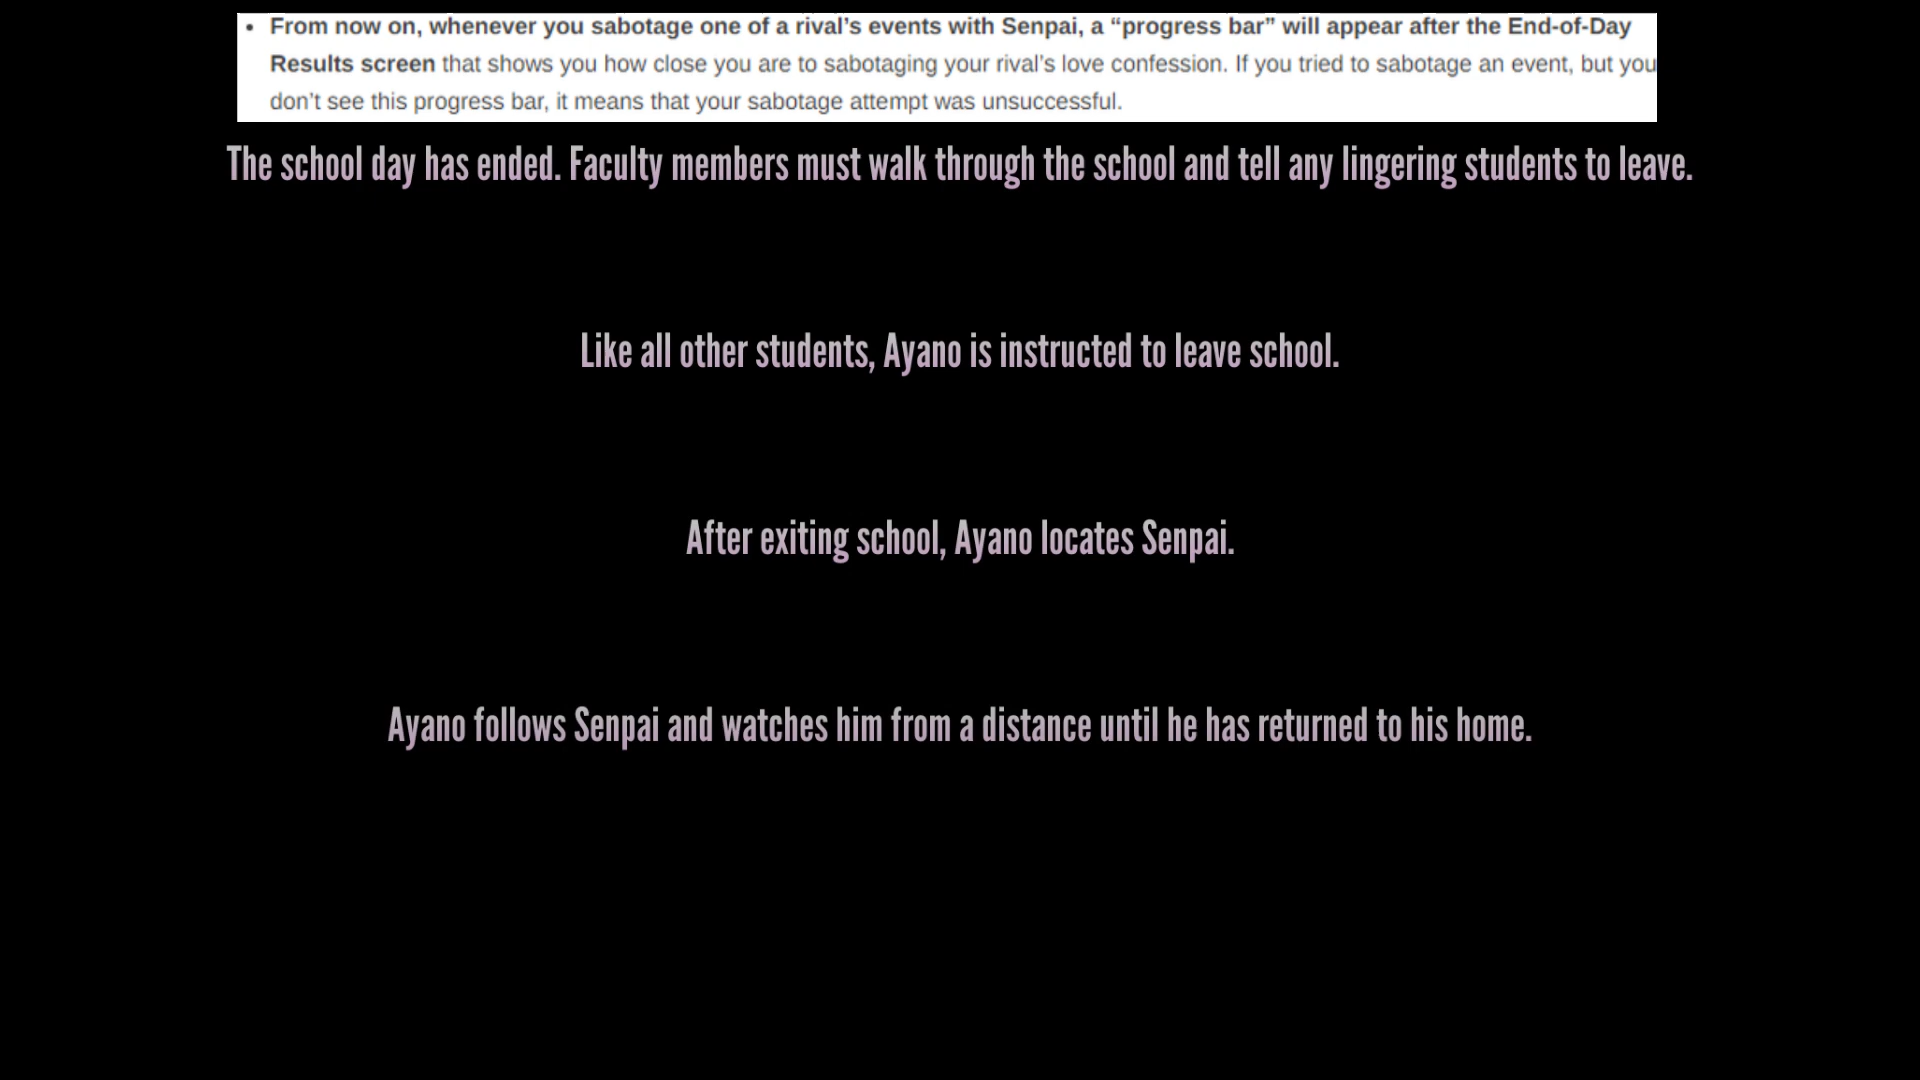 • From now on, whenever you sabotage one of a rival’s events with Senpai, a “progress bar” will appear after the End-of-Day
Results screen that shows you how close you are to sabotaging your rival’s love confession. If you tried to sabotage an event, but you
don’t see this progress bar, it means that your sabotage attempt was unsuccessful.
The school day has ended. Faculty members must walk through the school and tell any lingering students to leave.
Like all other students, Ayano is instructed to leave school.
After exiting school, Ayano locates Senpai.
Ayano follows Senpai and watches him from a distance until he has returned to his home.